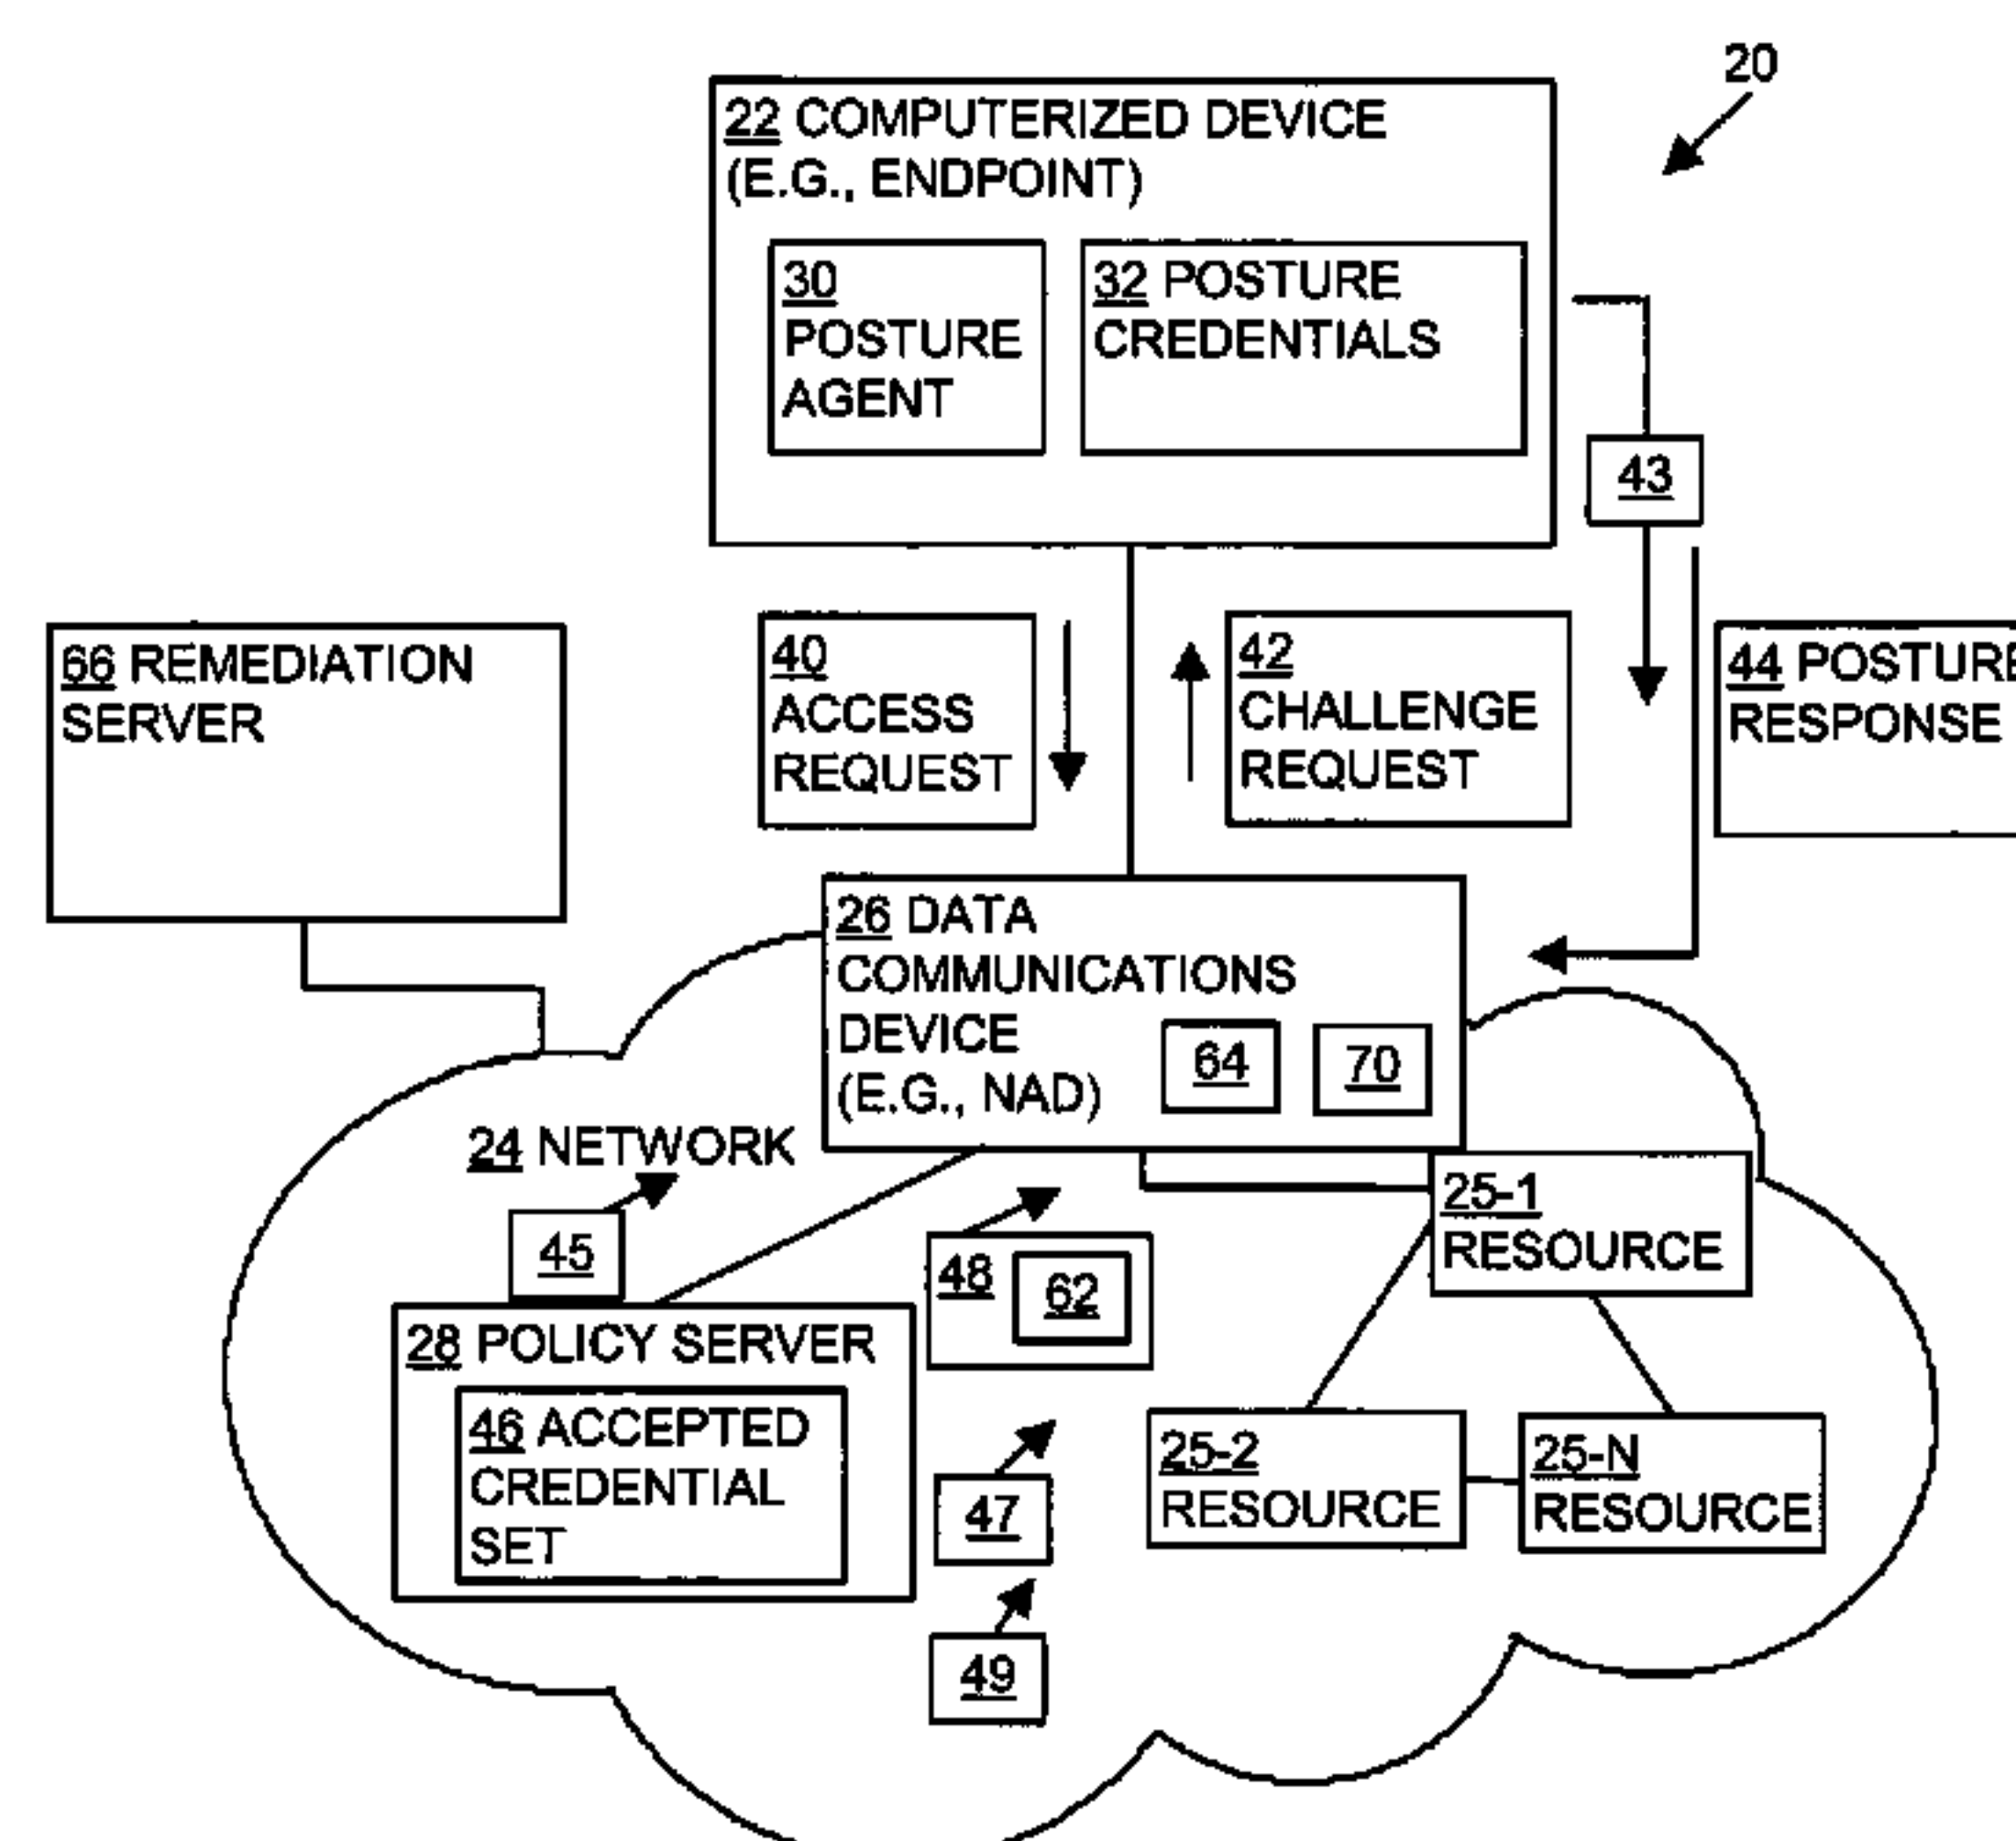 20
22 COMPUTERIZED DEVICE
(E.G., ENDPOINT)
30
POSTURE
AGENT
32 POSTURE
CREDENTIALS
43
66 REMEDIATION
SERVER
40
ACCESS
REQUEST
42
CHALLENGE
REQUEST
44 POSTURE
RESPONSE
26 DATA
COMMUNICATIONS
DEVICE
(E.G., NAD)
64
70
24 NETWORK
45
48
62
25-1
RESOURCE
28 POLICY SERVER
46 ACCEPTED
CREDENTIAL
SET
47
25-2
RESOURCE
25-N
RESOURCE
49